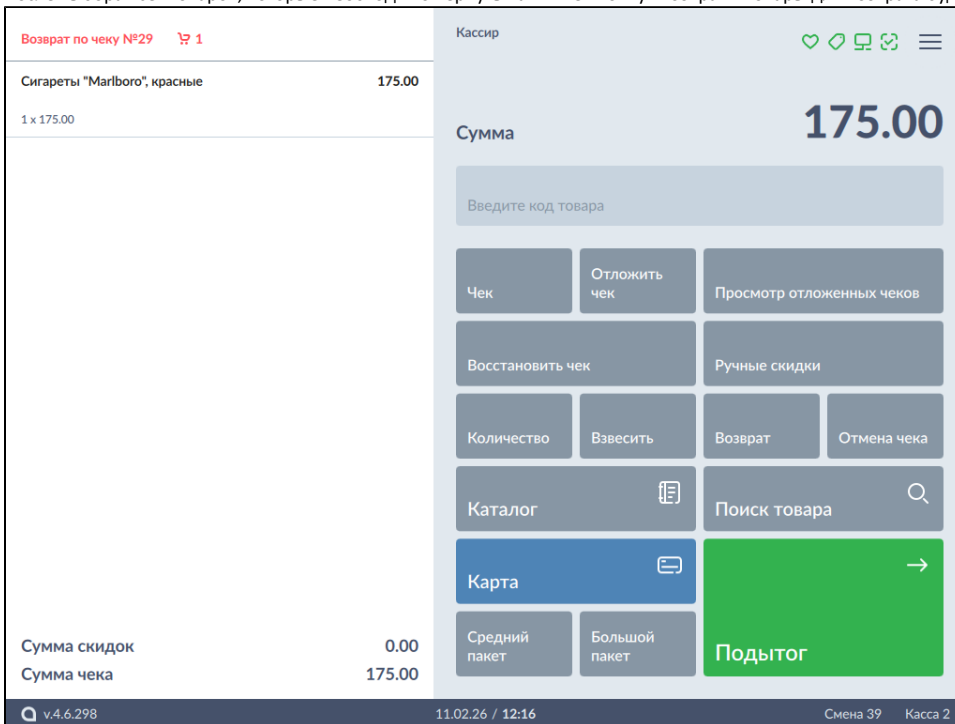 Возврат по чеку №29 1
Сигареты "Marlboro", красные 175.00
1 x 175.00
Сумма скидок 0.00
Сумма чека 175.00
Кассир
Сумма 175.00
Введите код товара
Чек
Отложить чек
Просмотр отложенных чеков
Восстановить чек
Ручные скидки
Количество
Взвесить
Возврат
Отмена чека
Каталог
Поиск товара
Карта
Средний пакет
Большой пакет
Подытог
v.4.6.298 11.02.26 / 12:16 Смена 39 Касса 2